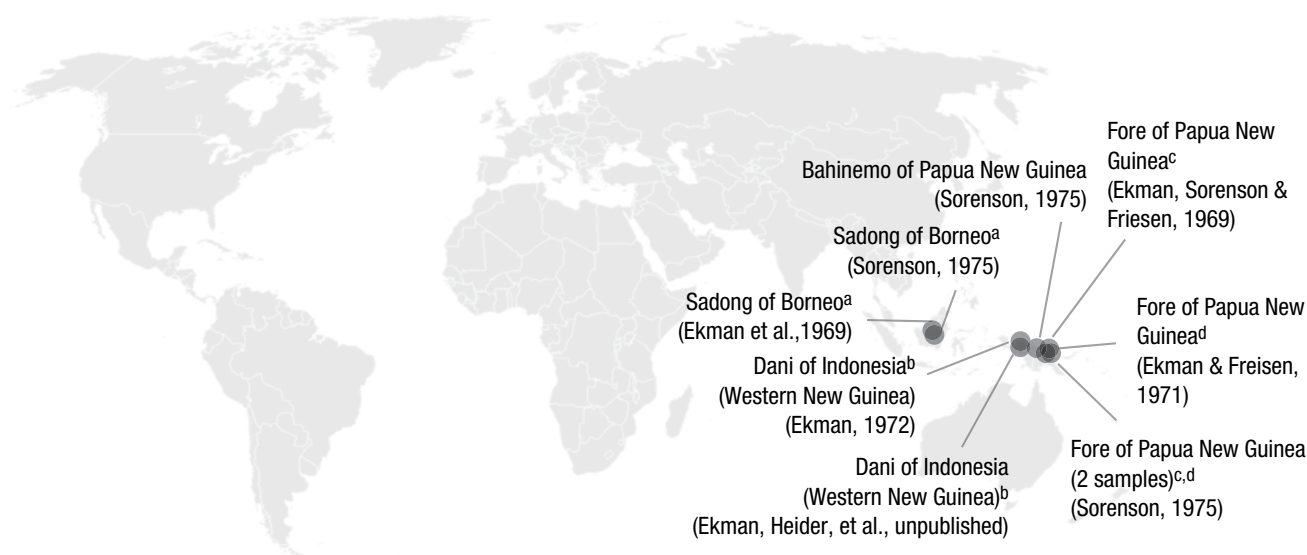 Fore of Papua New
Guineaᶜ
(Ekman, Sorenson &
Friesen, 1969)
Bahinemo of Papua New Guinea
(Sorenson, 1975)
Sadong of Borneoᵃ
(Sorenson, 1975)
Sadong of Borneoᵃ
(Ekman et al.,1969)
Fore of Papua New
Guineaᵈ
(Ekman & Freisen,
1971)
Dani of Indonesiaᵇ
(Western New Guinea)
(Ekman, 1972)
Dani of Indonesia
(Western New Guinea)ᵇ
(Ekman, Heider, et al., unpublished)
Fore of Papua New Guinea
(2 samples)ᶜ,ᵈ
(Sorenson, 1975)